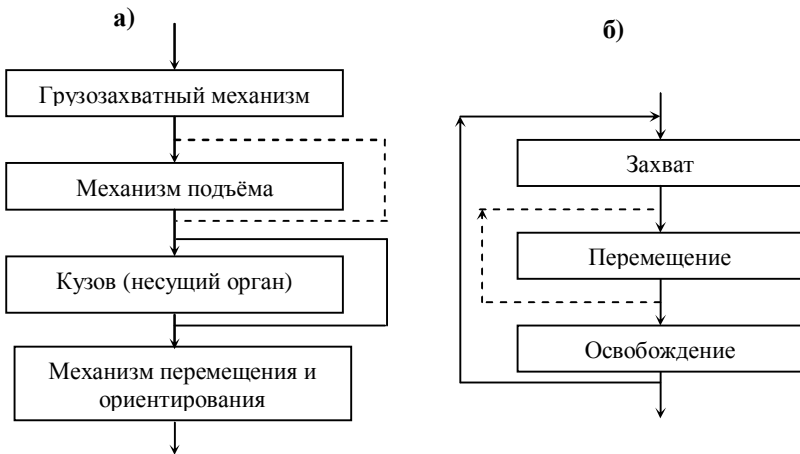 а)
Грузозахватный механизм
Механизм подъёма
Кузов (несущий орган)
Механизм перемещения и
ориентирования
б)
Захват
Перемещение
Освобождение